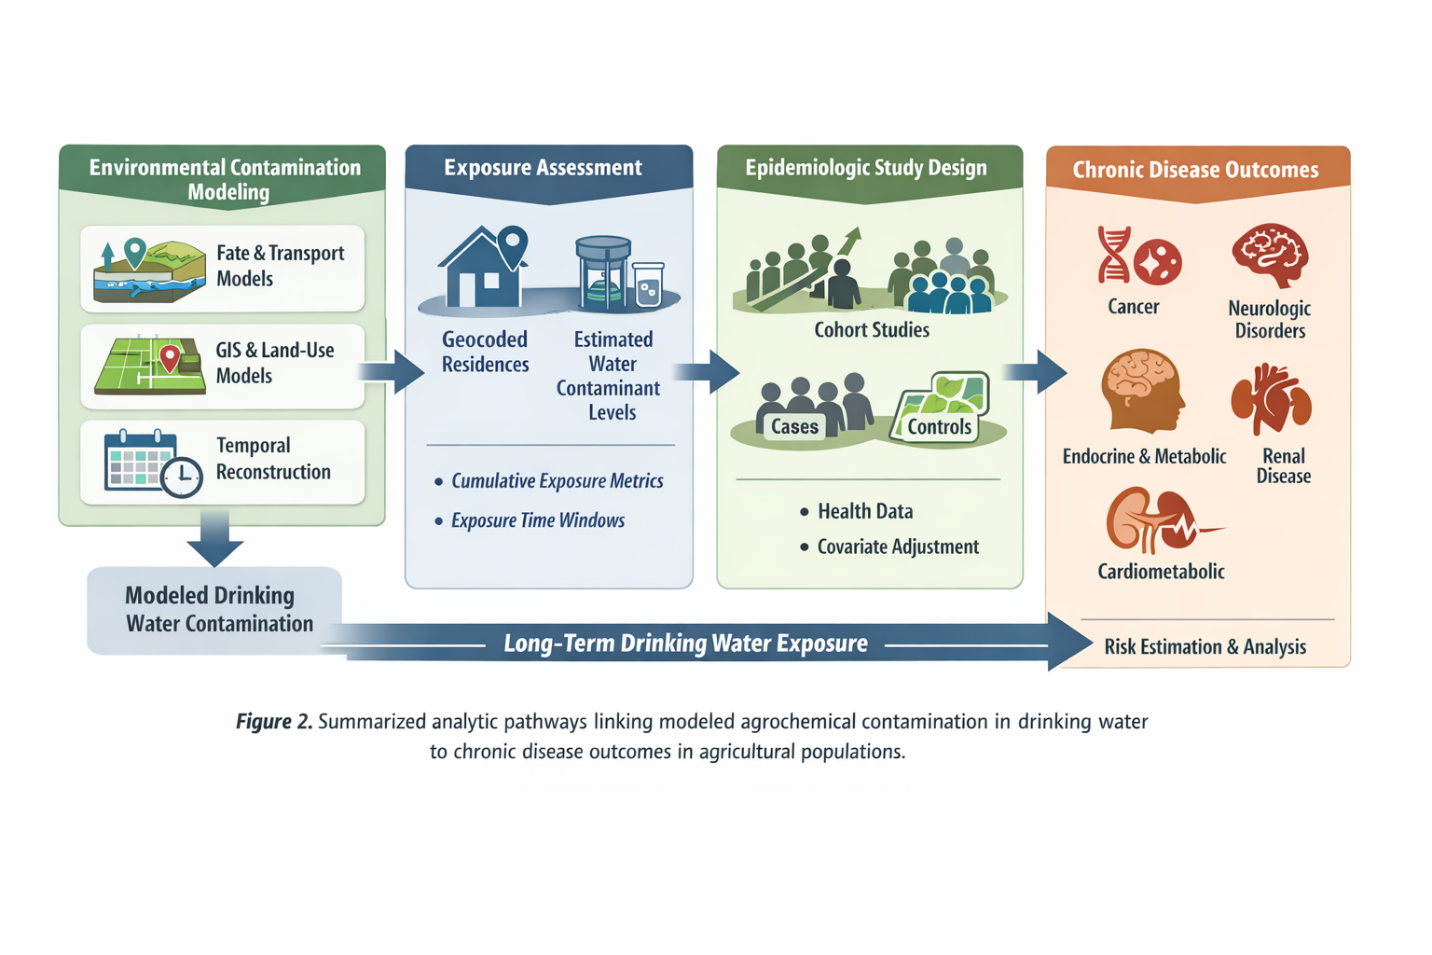 Environmental Contamination
Modeling
Fate & Transport
Models
GIS & Land-Use
Models
Temporal
Reconstruction
Modeled Drinking
Water Contamination
Exposure Assessment
Geocoded
Residences
Estimated
Water
Contaminant
Levels
• Cumulative Exposure Metrics
• Exposure Time Windows
Epidemiologic Study Design
Cohort Studies
Cases
Controls
• Health Data
• Covariate Adjustment
Chronic Disease Outcomes
Cancer
Neurologic
Disorders
Endocrine & Metabolic
Renal
Disease
Cardiometabolic
Risk Estimation & Analysis
Long-Term Drinking Water Exposure
Figure 2. Summarized analytic pathways linking modeled agrochemical contamination in drinking water
to chronic disease outcomes in agricultural populations.